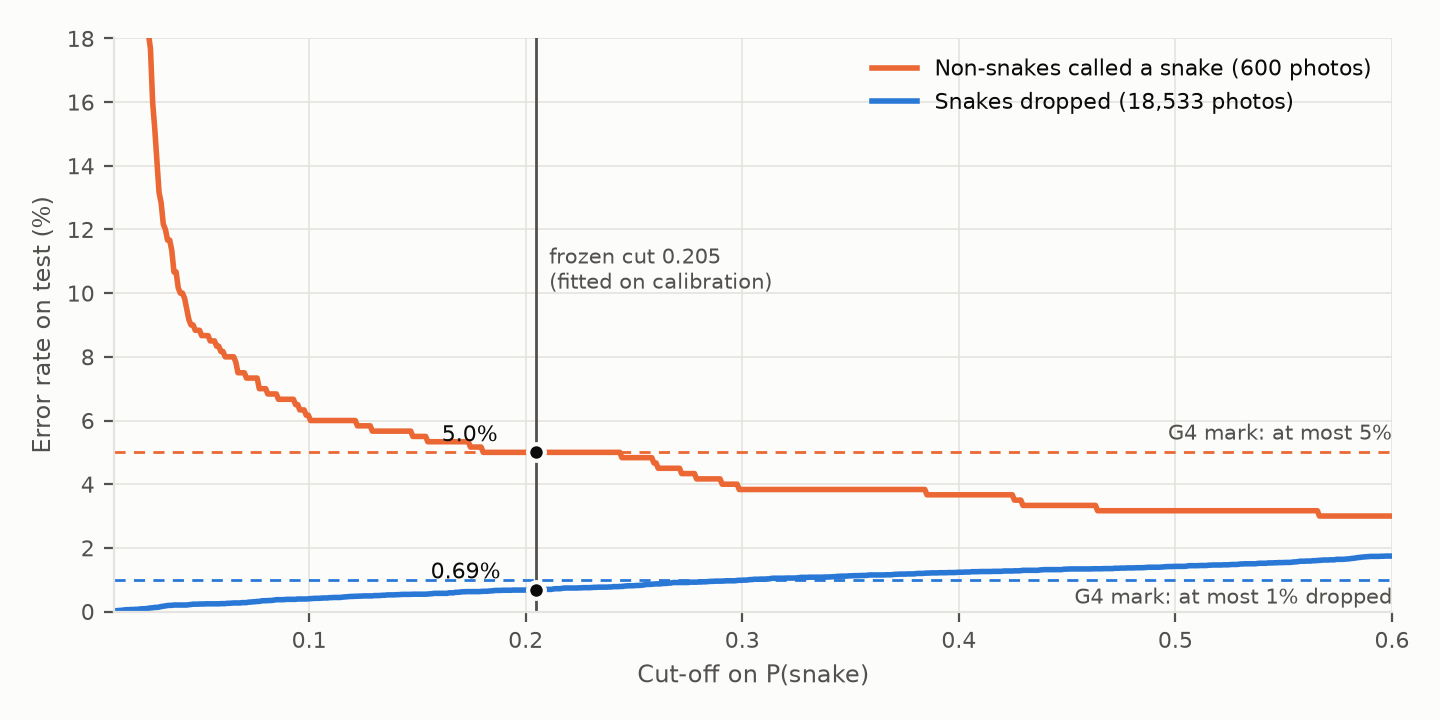 18
16
14
12
10
8
6
4
2
0
Error rate on test (%)
Non-snakes called a snake (600 photos)
Snakes dropped (18,533 photos)
frozen cut 0.205
(fitted on calibration)
5.0%
G4 mark: at most 5%
0.69%
G4 mark: at most 1% dropped
0.1 0.2 0.3 0.4 0.5 0.6
Cut-off on P(snake)